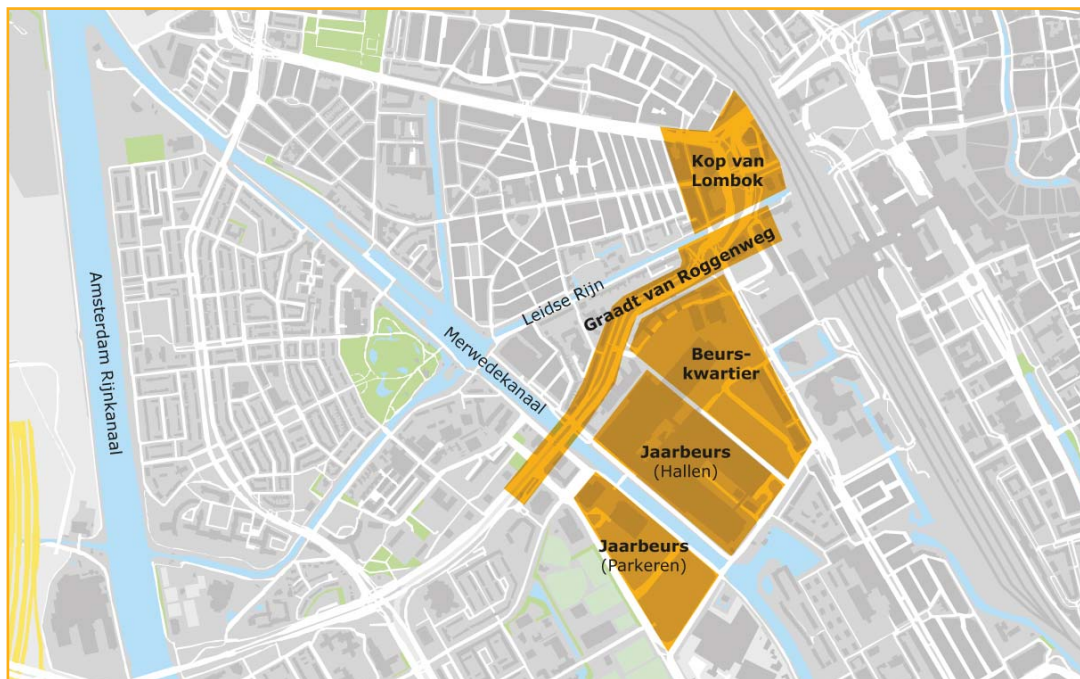 Kop van
Lombok
Graadt van Roggenweg
Leidse Rijn
Amsterdam Rijnkanaal
Merwedekanaal
Beurs-
kwartier
Jaarbeurs
(Hallen)
Jaarbeurs
(Parkeren)